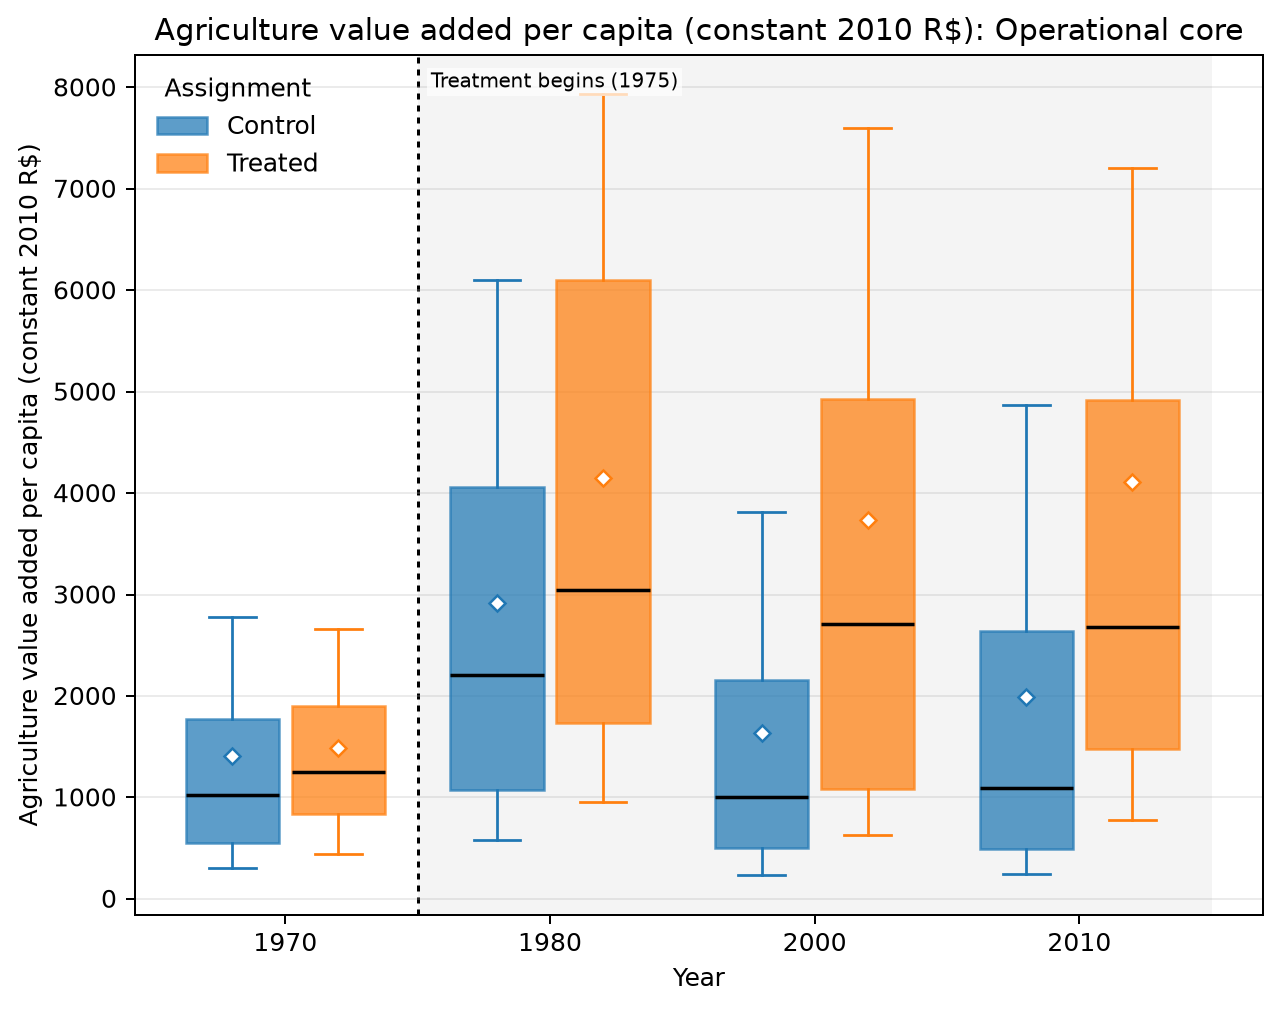 Agriculture value added per capita (constant 2010 R$): Operational core
Agriculture value added per capita (constant 2010 R$)
8000
7000
6000
5000
4000
3000
2000
1000
0
Assignment
Control
Treated
Treatment begins (1975)
1970
1980
2000
2010
Year